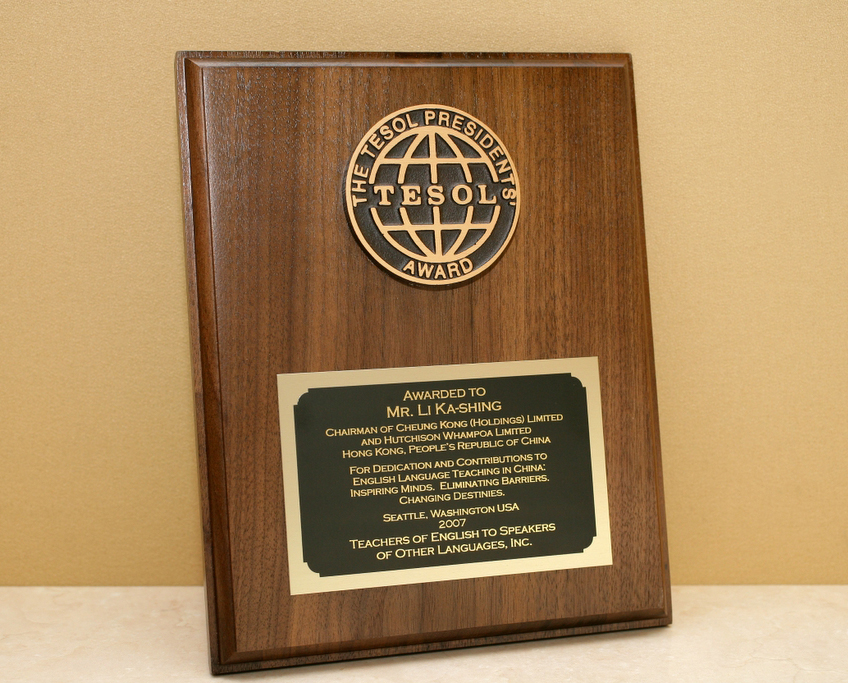 THE TESOL PRESIDENTS'
TESOL
AWARD
AWARDED TO
MR. LI KA-SHING
CHAIRMAN OF CHEUNG KONG (HOLDINGS) LIMITED
AND HUTCHISON WHAMPOA LIMITED
HONG KONG, PEOPLE'S REPUBLIC OF CHINA
FOR DEDICATION AND CONTRIBUTIONS TO
ENGLISH LANGUAGE TEACHING IN CHINA:
INSPIRING MINDS. ELIMINATING BARRIERS.
CHANGING DESTINIES.
SEATTLE, WASHINGTON USA
2007
TEACHERS OF ENGLISH TO SPEAKERS
OF OTHER LANGUAGES, INC.